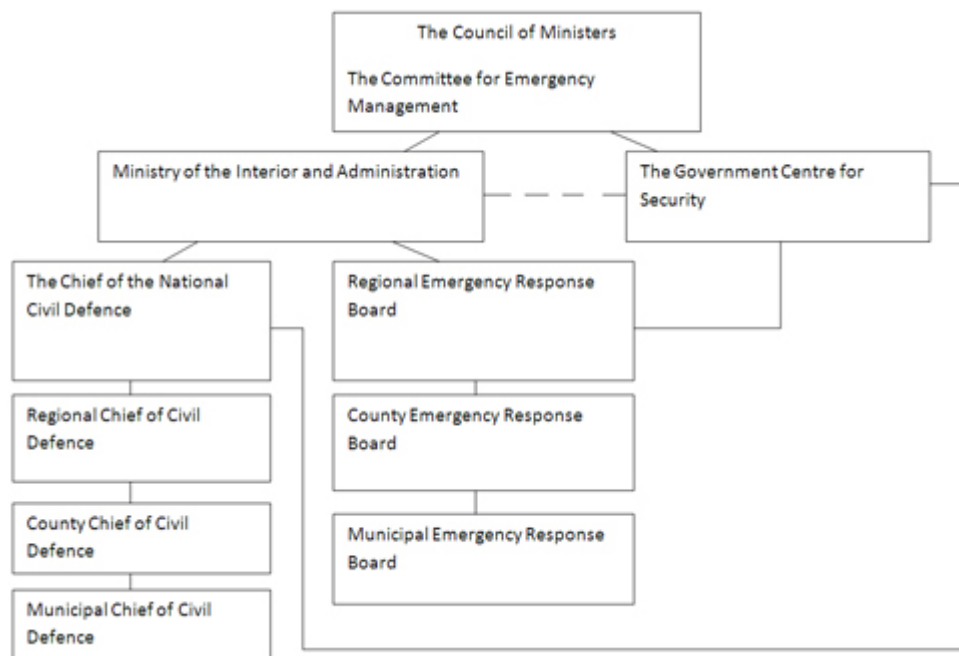 The Council of Ministers
The Committee for Emergency
Management
Ministry of the Interior and Administration
The Government Centre for
Security
The Chief of the National
Civil Defence
Regional Emergency Response
Board
Regional Chief of Civil
Defence
County Emergency Response
Board
County Chief of Civil
Defence
Municipal Emergency Response
Board
Municipal Chief of Civil
Defence